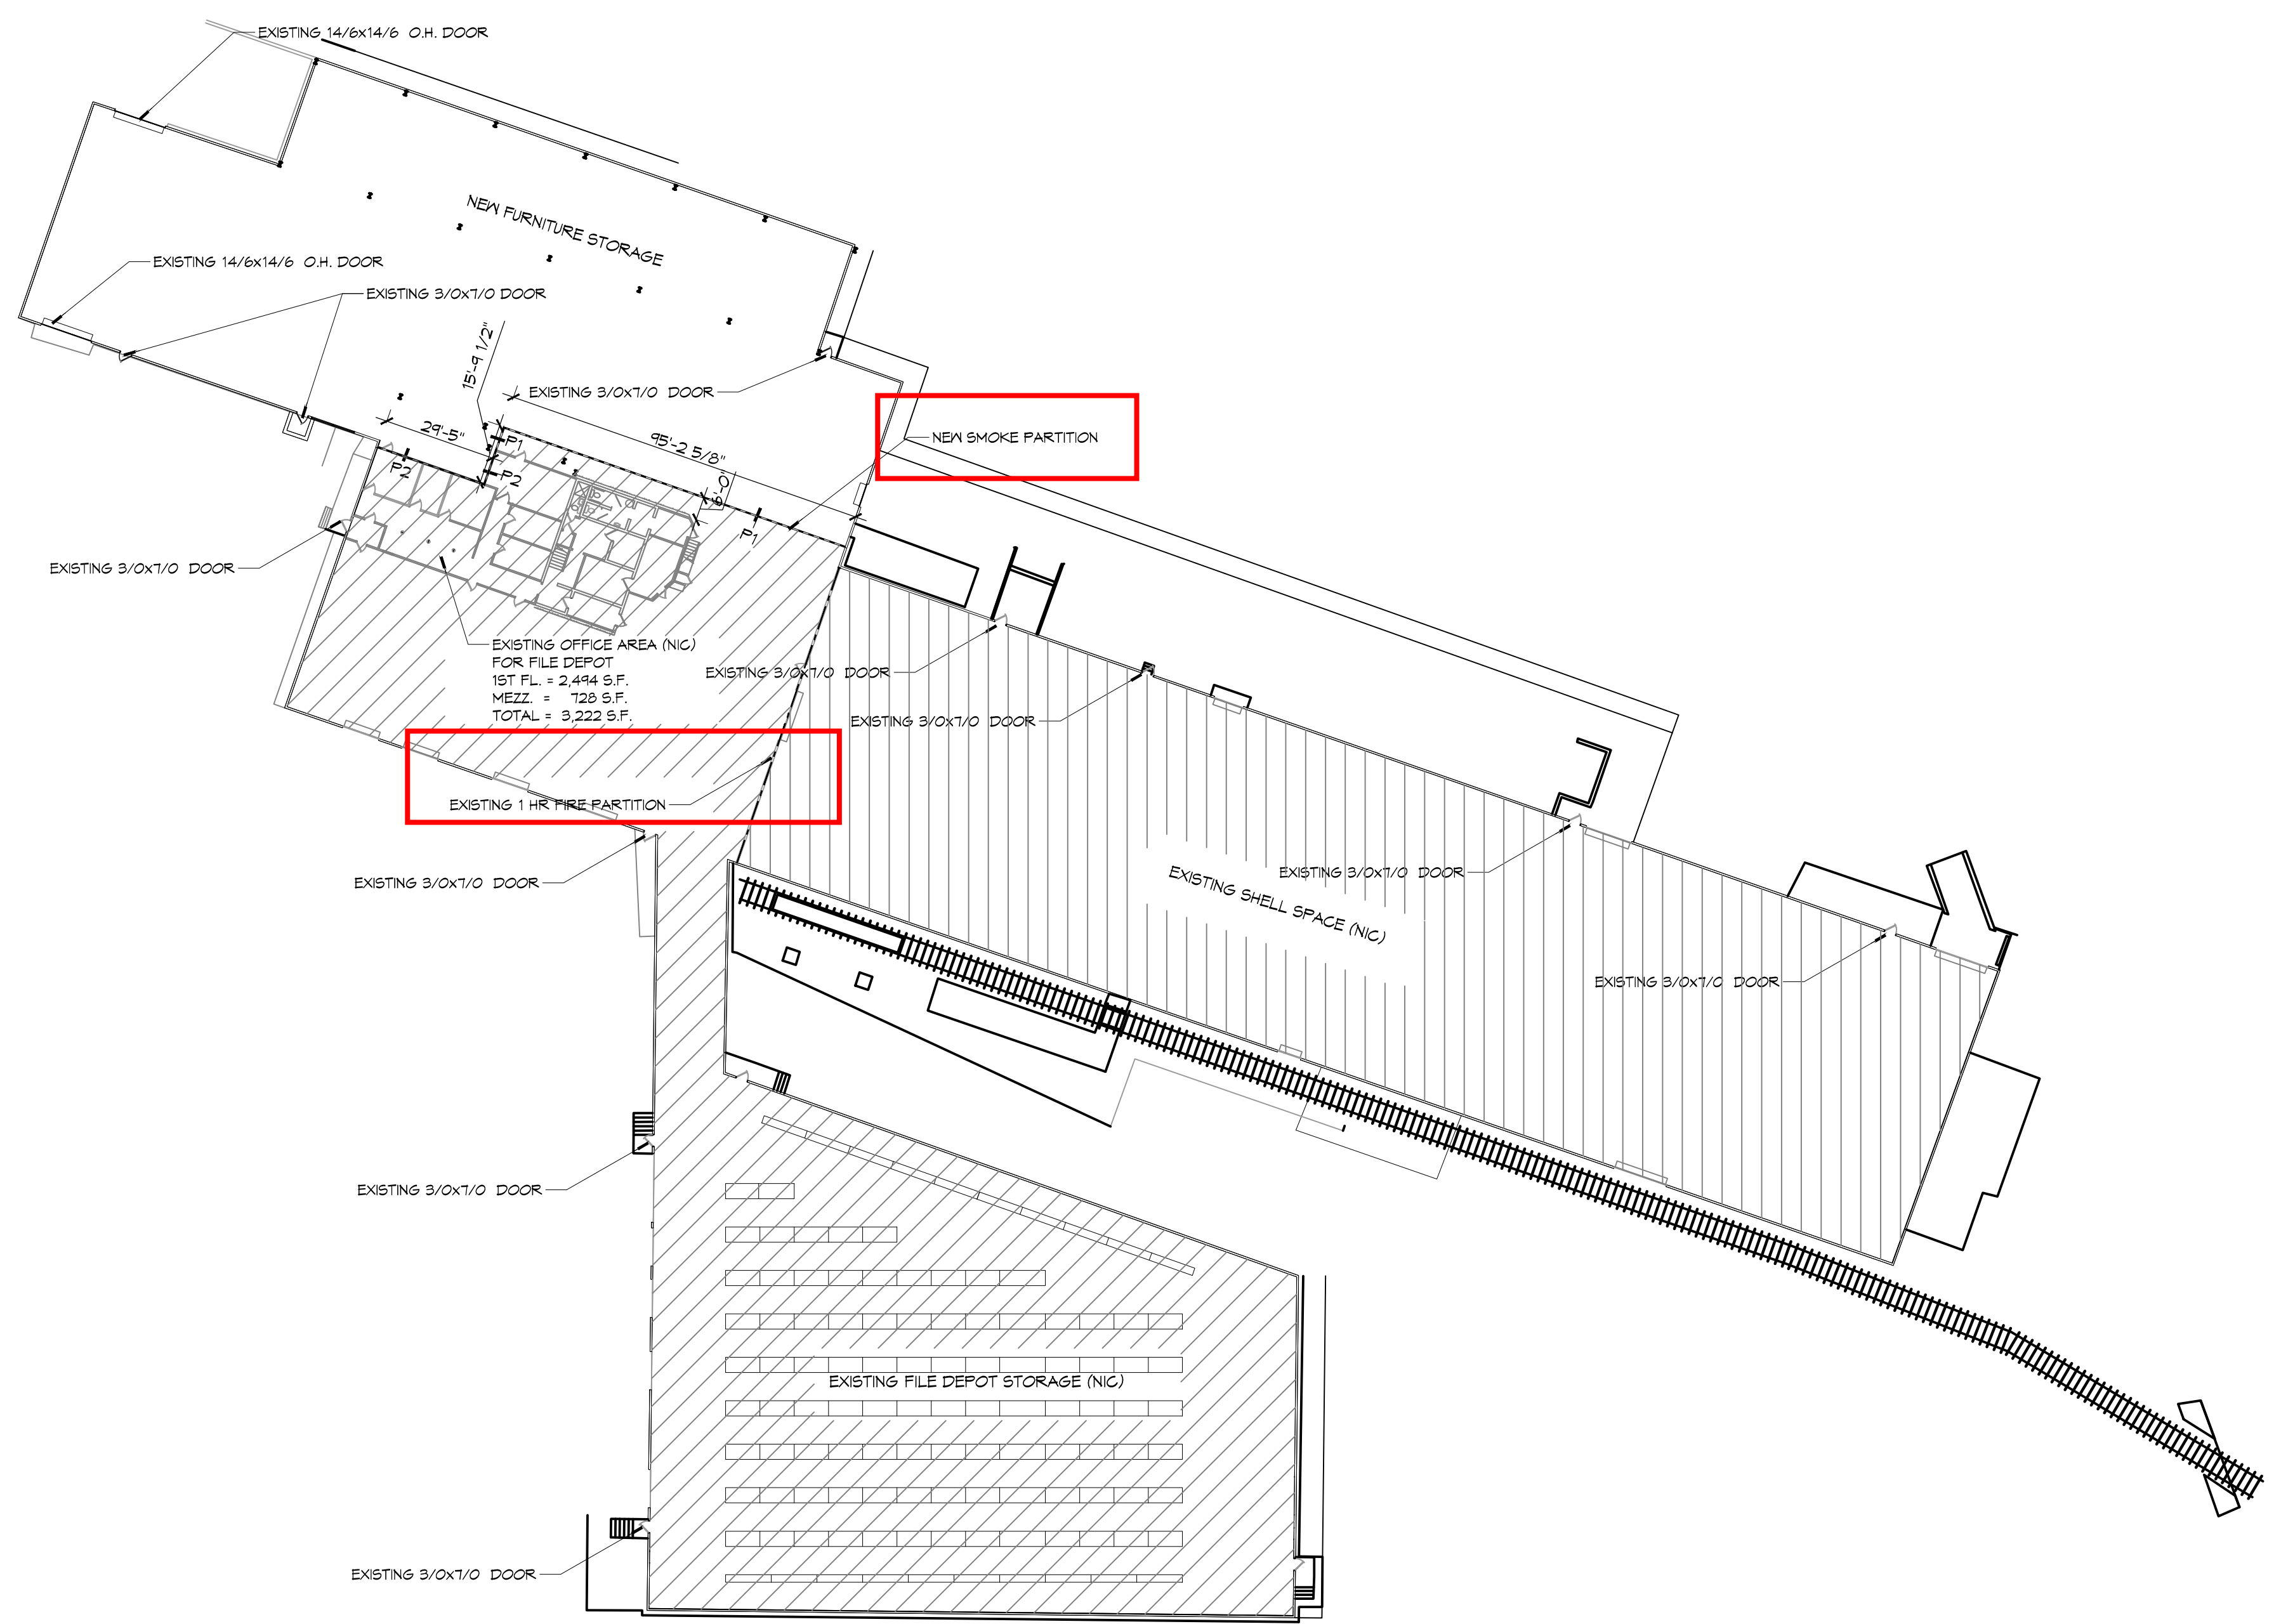 EXISTING 14/6x14/6 O.H. DOOR
NEW FURNITURE STORAGE
EXISTING 14/6x14/6 O.H. DOOR
EXISTING 3/0x7/0 DOOR
15'-9 1/2"
EXISTING 3/0x7/0 DOOR
29'-5"
P1
95'-2 5/8"
NEW SMOKE PARTITION
P2
P2
6'-0"
P1
EXISTING 3/0x7/0 DOOR
EXISTING OFFICE AREA (NIC)
FOR FILE DEPOT
1ST FL. = 2,494 S.F.
MEZZ. = 728 S.F.
TOTAL = 3,222 S.F.
EXISTING 3/0x7/0 DOOR
EXISTING 3/0x7/0 DOOR
EXISTING 1 HR FIRE PARTITION
EXISTING 3/0x7/0 DOOR
EXISTING 3/0x7/0 DOOR
EXISTING SHELL SPACE (NIC)
EXISTING 3/0x7/0 DOOR
EXISTING 3/0x7/0 DOOR
EXISTING FILE DEPOT STORAGE (NIC)
EXISTING 3/0x7/0 DOOR